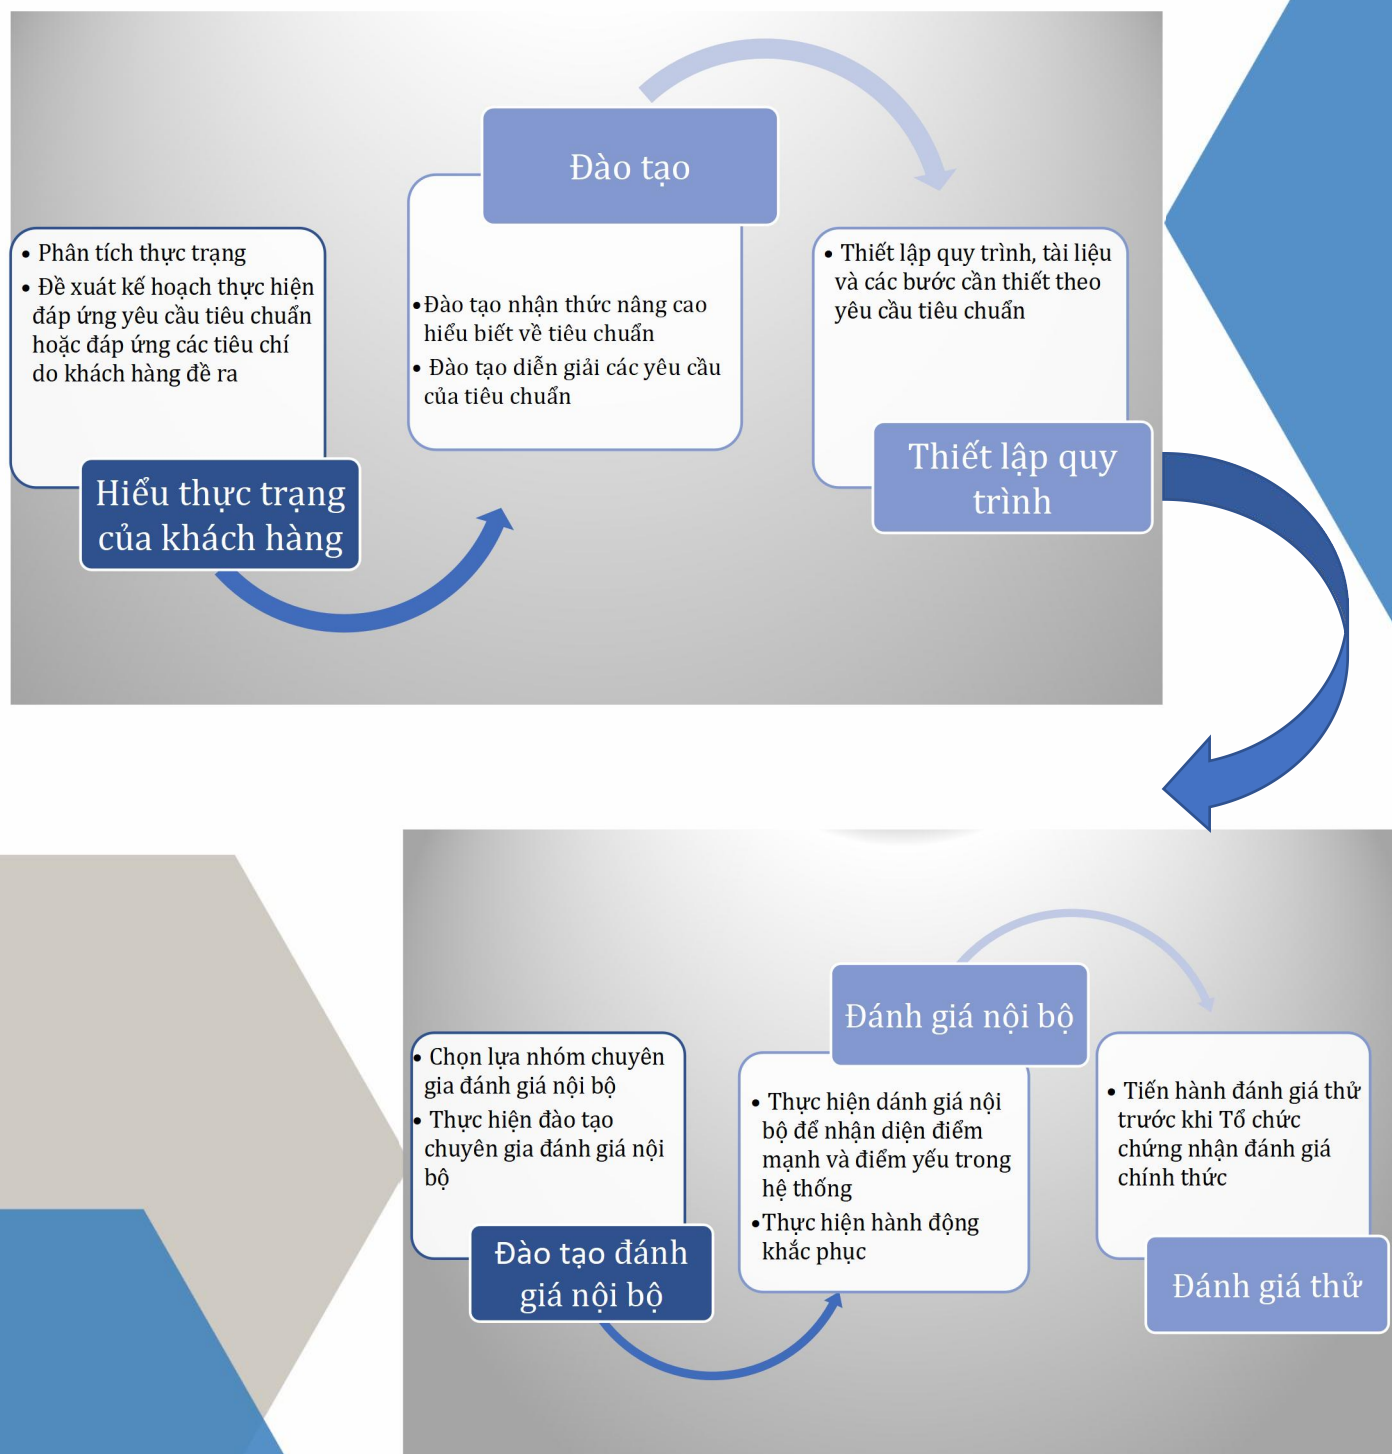 • Phân tích thực trạng
• Đề xuất kế hoạch thực hiện
đáp ứng yêu cầu tiêu chuẩn
hoặc đáp ứng các tiêu chí
do khách hàng đề ra
Hiểu thực trạng
của khách hàng
Đào tạo
•Đào tạo nhận thức nâng cao
hiểu biết về tiêu chuẩn
• Đào tạo diễn giải các yêu cầu
của tiêu chuẩn
• Thiết lập quy trình, tài liệu
và các bước cần thiết theo
yêu cầu tiêu chuẩn
Thiết lập quy
trình
• Chọn lựa nhóm chuyên
gia đánh giá nội bộ
• Thực hiện đào tạo
chuyên gia đánh giá nội
bộ
Đào tạo đánh
giá nội bộ
Đánh giá nội bộ
• Thực hiện dánh giá nội
bộ để nhận diện điểm
mạnh và điểm yếu trong
hệ thống
•Thực hiện hành động
khắc phục
• Tiến hành đánh giá thử
trước khi Tổ chức
chứng nhận đánh giá
chính thức
Đánh giá thử